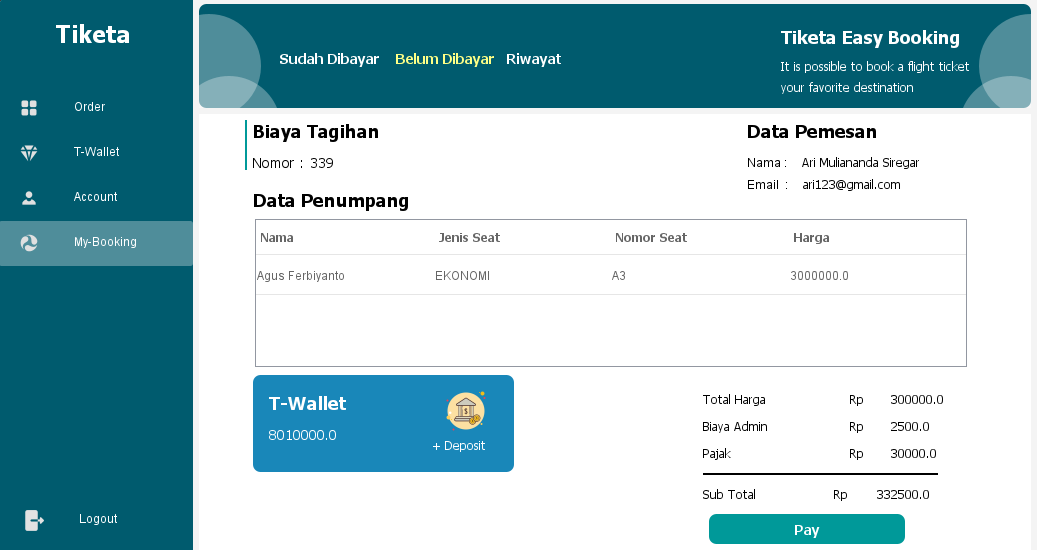 Tiketa
Order
T-Wallet
Account
My-Booking
Logout
Sudah Dibayar Belum Dibayar Riwayat
Tiketa Easy Booking
It is possible to book a flight ticket
your favorite destination
Biaya Tagihan
Nomor : 339
Data Pemesan
Nama : Ari Muliananda Siregar
Email : ari123@gmail.com
Data Penumpang
Nama Jenis Seat Nomor Seat Harga
Agus Ferbiyanto EKONOMI A3 3000000.0
T-Wallet
8010000.0
+ Deposit
Total Harga Rp 300000.0
Biaya Admin Rp 2500.0
Pajak Rp 30000.0
Sub Total Rp 332500.0
Pay